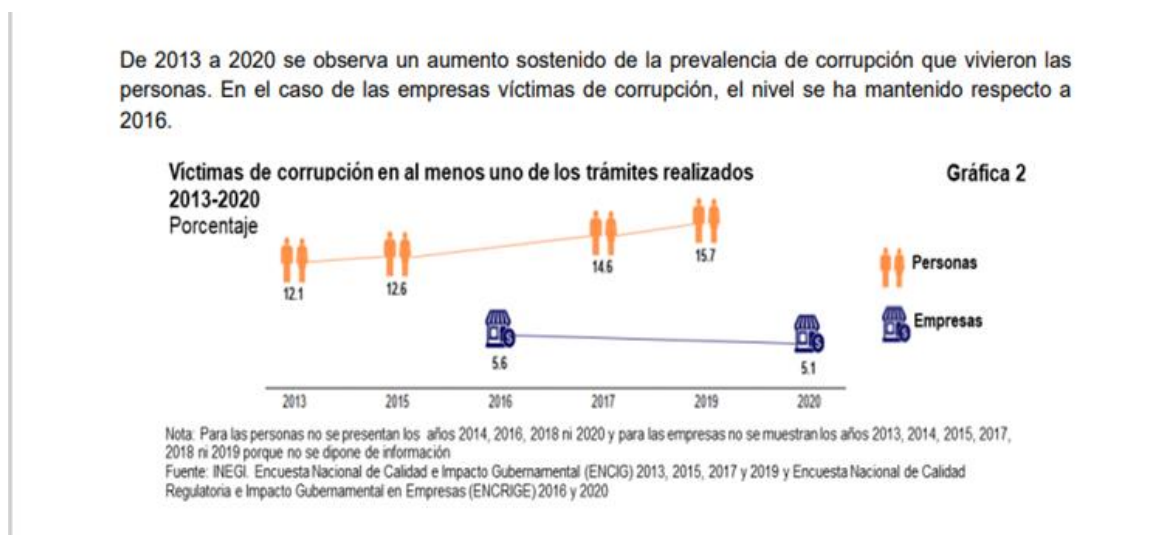 De 2013 a 2020 se observa un aumento sostenido de la prevalencia de corrupción que vivieron las
personas. En el caso de las empresas víctimas de corrupción, el nivel se ha mantenido respecto a
2016.
Víctimas de corrupción en al menos uno de los trámites realizados
Gráfica 2
2013-2020
Porcentaje
12.1
12.6
14.6
15.7
Personas
5.6
5.1
Empresas
2013 2015 2016 2017 2019 2020
Nota: Para las personas no se presentan los años 2014, 2016, 2018 ni 2020 y para las empresas no se muestran los años 2013, 2014, 2015, 2017,
2018 ni 2019 porque no se dipone de información
Fuente: INEGI. Encuesta Nacional de Calidad e Impacto Gubernamental (ENCIG) 2013, 2015, 2017 y 2019 y Encuesta Nacional de Calidad
Regulatoria e Impacto Gubernamental en Empresas (ENCRIGE) 2016 y 2020